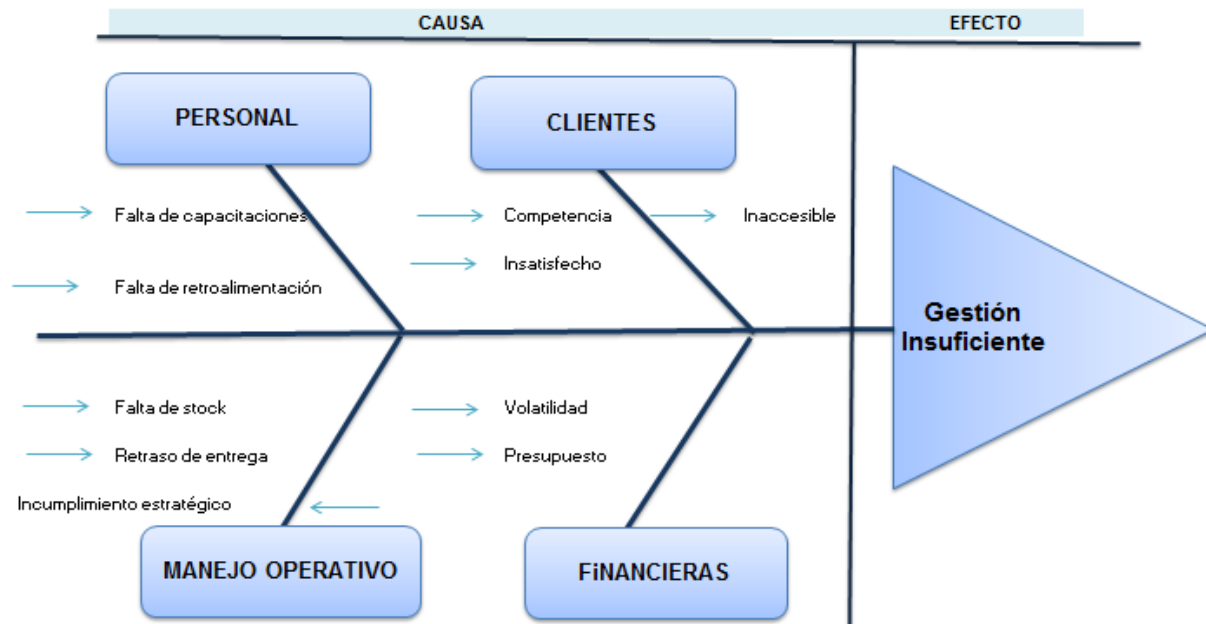 CAUSA
EFECTO
PERSONAL
CLIENTES
Falta de capacitaciones
Competencia
Inaccesible
Insatisfecho
Falta de retroalimentación
Gestión
Insuficiente
Falta de stock
Volatilidad
Retraso de entrega
Presupuesto
Incumplimiento estratégico
MANEJO OPERATIVO
FiNANCIERAS